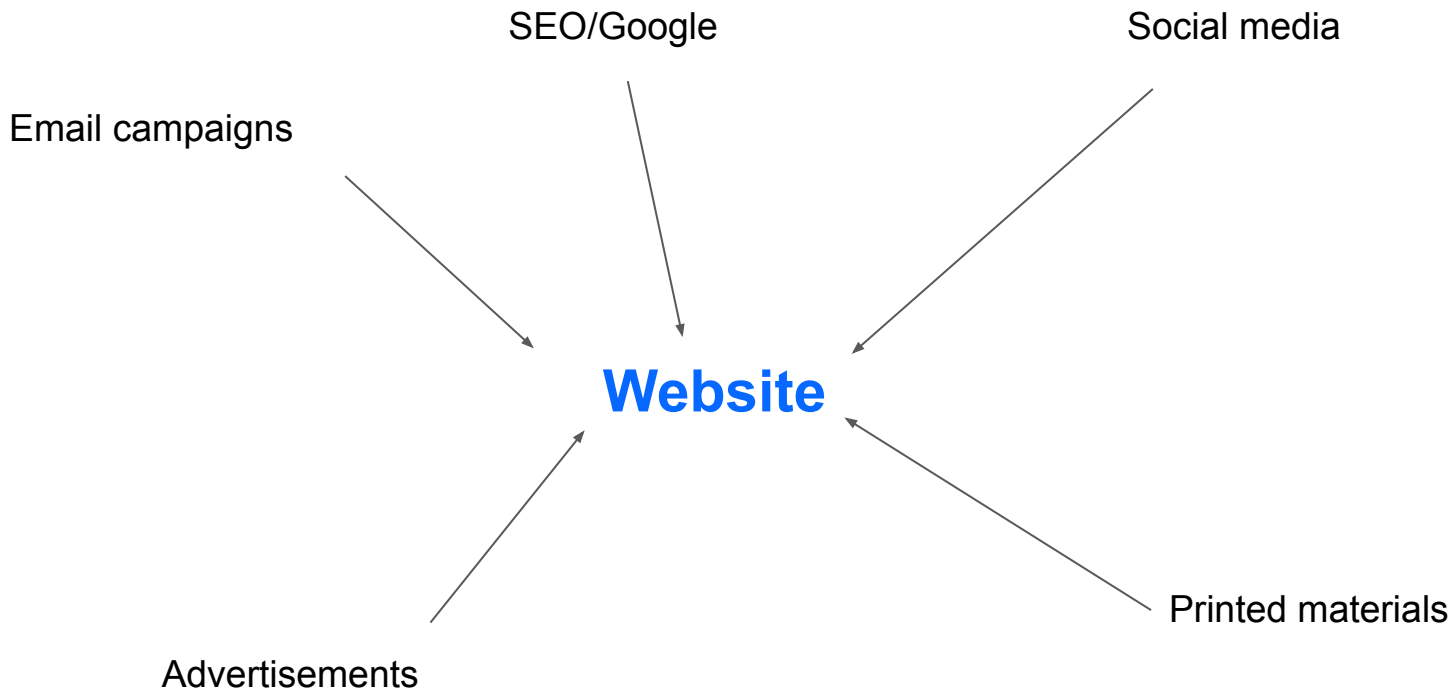 SEO/Google
Social media
Email campaigns
Website
Printed materials
Advertisements